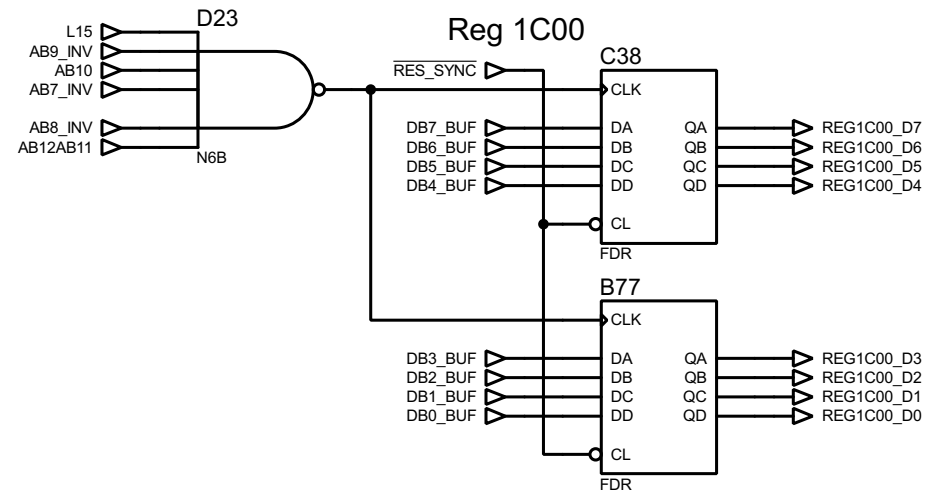 D23
Reg 1C00
L15
AB9_INV
AB10
AB7_INV
AB8_INV
AB12AB11
N6B
RES_SYNC
C38
CLK
DB7_BUF DA QA REG1C00_D7
DB6_BUF DB QB REG1C00_D6
DB5_BUF DC QC REG1C00_D5
DB4_BUF DD QD REG1C00_D4
CL
FDR
B77
CLK
DB3_BUF DA QA REG1C00_D3
DB2_BUF DB QB REG1C00_D2
DB1_BUF DC QC REG1C00_D1
DB0_BUF DD QD REG1C00_D0
CL
FDR